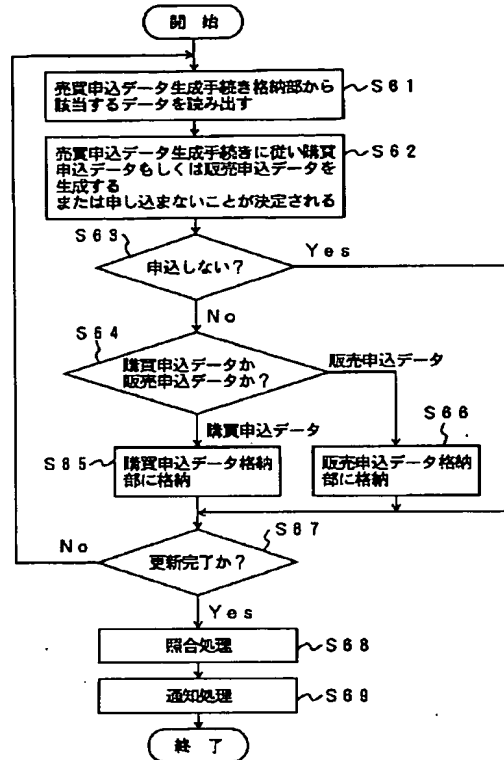 開 始
売買申込データ生成手続き格納部から
該当するデータを読み出す
S61
売買申込データ生成手続きに従い購買
申込データもしくは販売申込データを
生成する
または申し込まないことが決定される
S62
S63
申込しない？
Yes
No
S64
購買申込データか
販売申込データか？
販売申込データ
購買申込データ
S65
購買申込データ格納
部に格納
S66
販売申込データ格納
部に格納
S67
更新完了か？
No
Yes
照合処理
S68
通知処理
S69
終 了